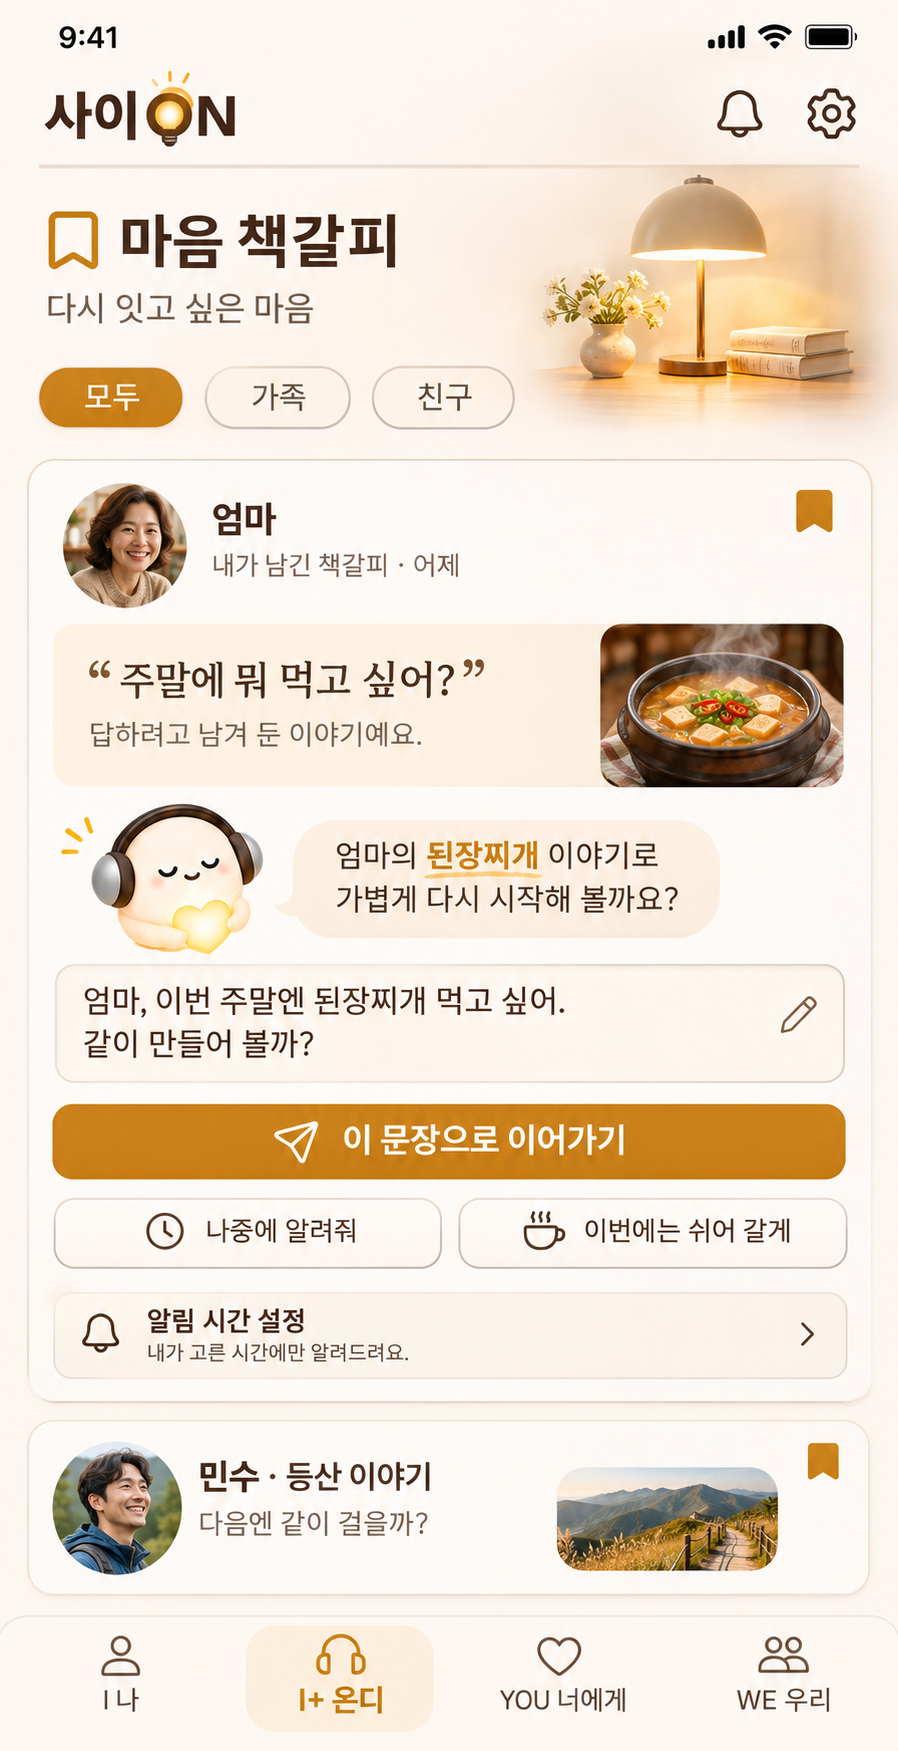 9:41
사이ON
마음 책갈피
다시 잇고 싶은 마음
모두
가족
친구
엄마
내가 남긴 책갈피 · 어제
“주말에 뭐 먹고 싶어?”
답하려고 남겨 둔 이야기예요.
엄마의 된장찌개 이야기로
가볍게 다시 시작해 볼까요?
엄마, 이번 주말엔 된장찌개 먹고 싶어.
같이 만들어 볼까?
이 문장으로 이어가기
나중에 알려줘
이번에는 쉬어 갈게
알림 시간 설정
내가 고른 시간에만 알려드려요.
민수 · 등산 이야기
다음엔 같이 걸을까?
I 나
I+ 온디
YOU 너에게
WE 우리